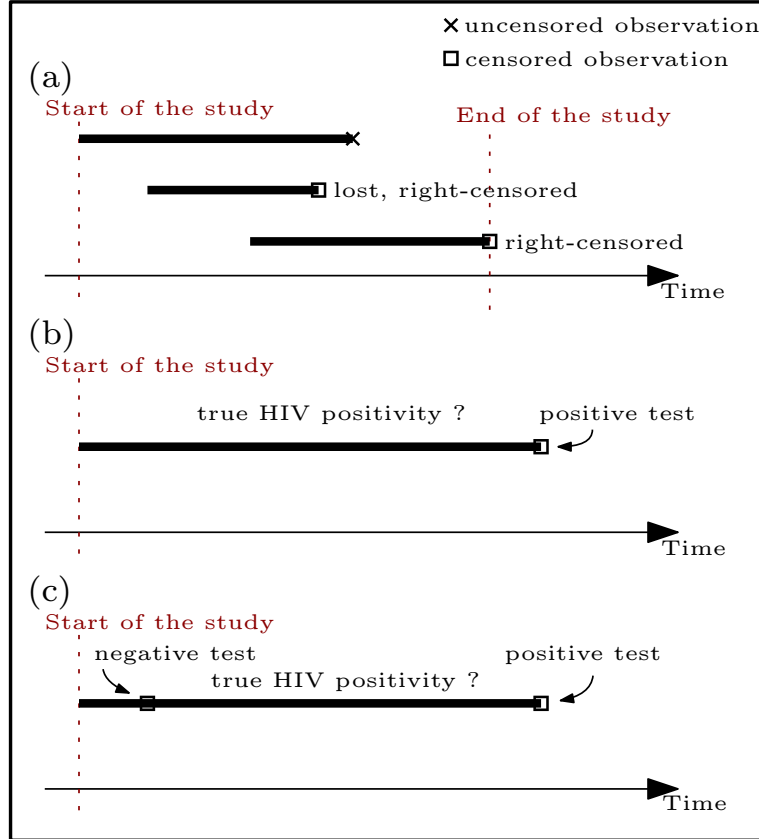 uncensored observation
censored observation
(a)
Start of the study
End of the study
lost, right-censored
right-censored
Time
(b)
Start of the study
true HIV positivity ?
positive test
Time
(c)
Start of the study
negative test
positive test
true HIV positivity ?
Time